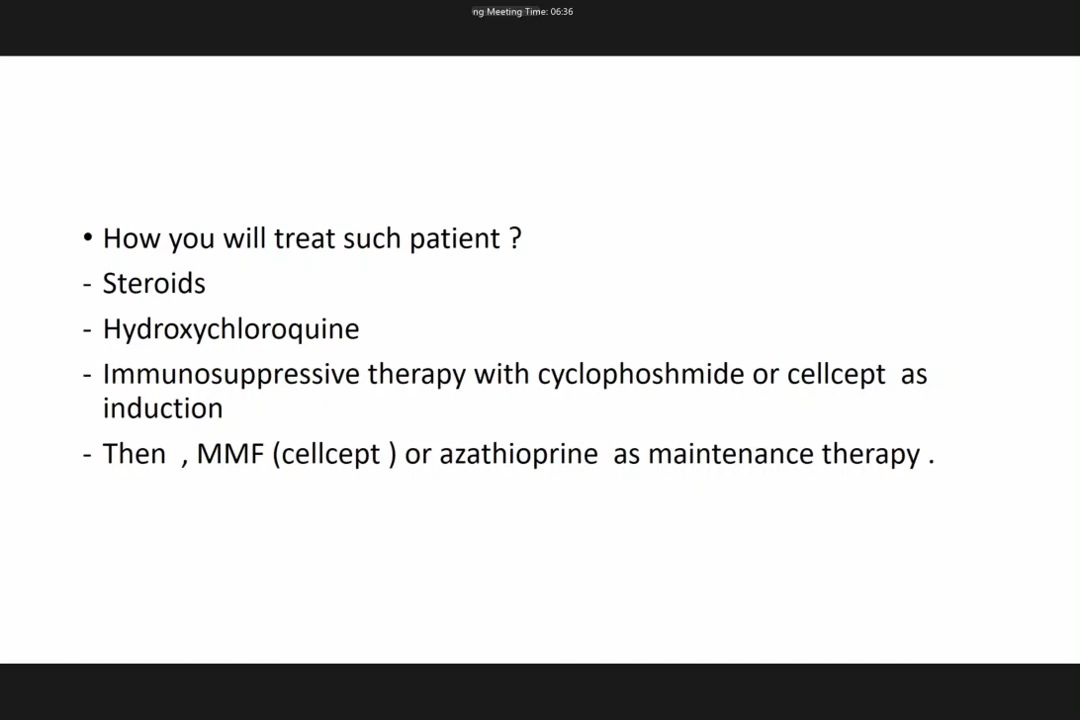 ng Meeting Time: 06:36
• How you will treat such patient ?
- Steroids
- Hydroxychloroquine
- Immunosuppressive therapy with cyclophoshmide or cellcept  as
induction
- Then  , MMF (cellcept ) or azathioprine  as maintenance therapy .